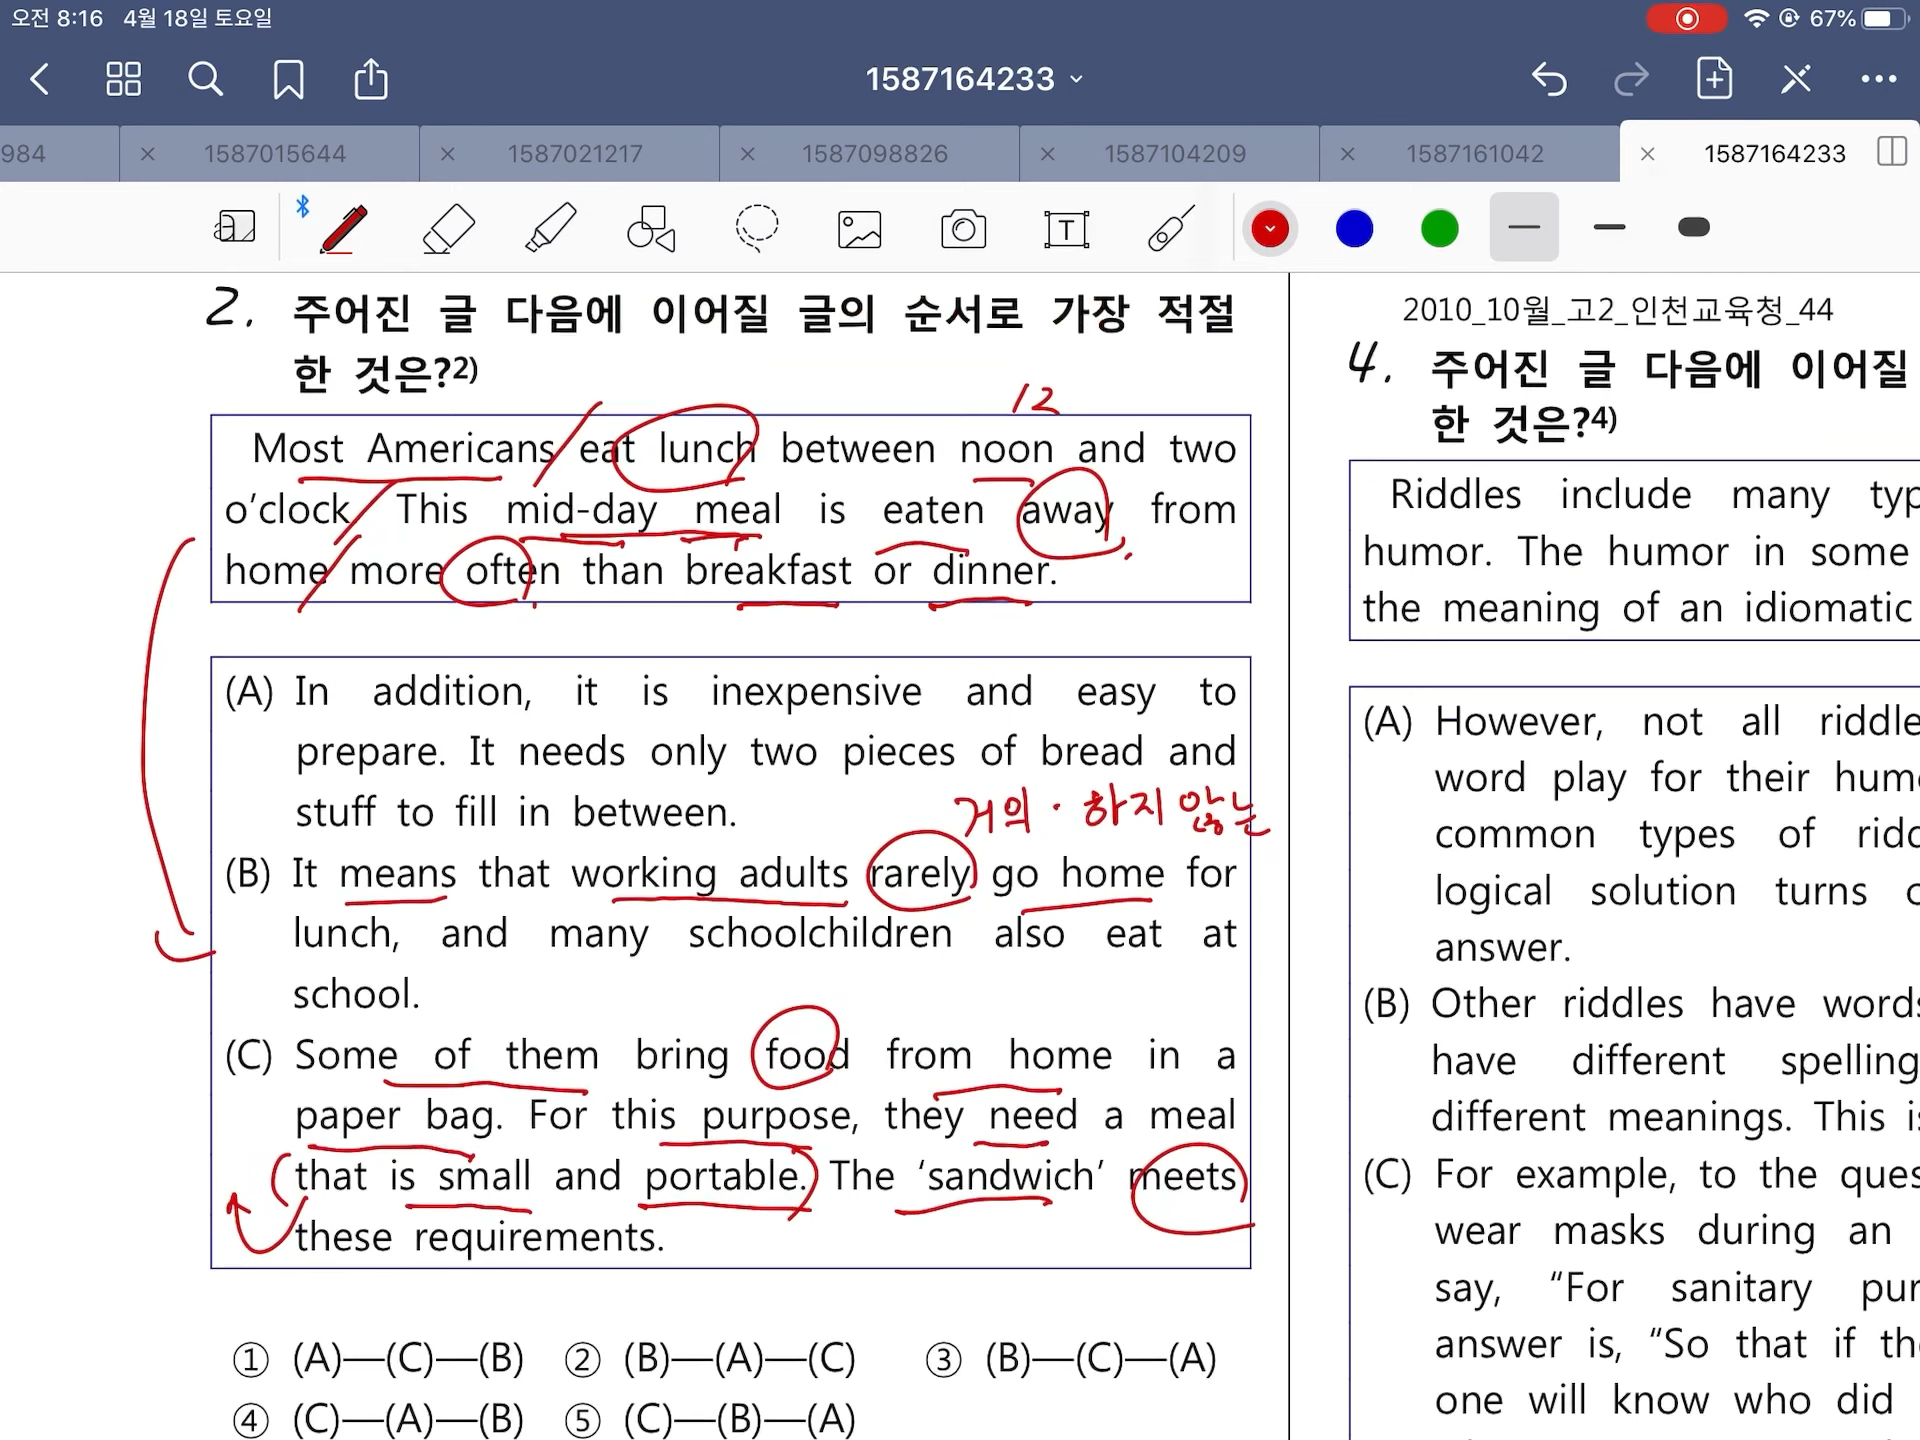 오전 8:16 4월 18일 토요일
67%
1587164233
984
1587015644
1587021217
1587098826
1587104209
1587161042
1587164233
2. 주어진 글 다음에 이어질 글의 순서로 가장 적절
한 것은?2)
12
Most Americans eat lunch between noon and two
o'clock. This mid-day meal is eaten away from
home more often than breakfast or dinner.
(A) In addition, it is inexpensive and easy to
prepare. It needs only two pieces of bread and
stuff to fill in between.
거의 · 하지 않는
(B) It means that working adults rarely go home for
lunch, and many schoolchildren also eat at
school.
(C) Some of them bring food from home in a
paper bag. For this purpose, they need a meal
that is small and portable. The ‘sandwich’ meets
these requirements.
① (A)—(C)—(B) ② (B)—(A)—(C) ③ (B)—(C)—(A)
④ (C)—(A)—(B) ⑤ (C)—(B)—(A)
2010_10월_고2_인천교육청_44
4. 주어진 글 다음에 이어질
한 것은?4)
Riddles include many typ
humor. The humor in some
the meaning of an idiomatic
(A) However, not all riddle
word play for their hum
common types of ridd
logical solution turns o
answer.
(B) Other riddles have words
have different spelling
different meanings. This is
(C) For example, to the ques
wear masks during an
say, “For sanitary pur
answer is, “So that if th
one will know who did